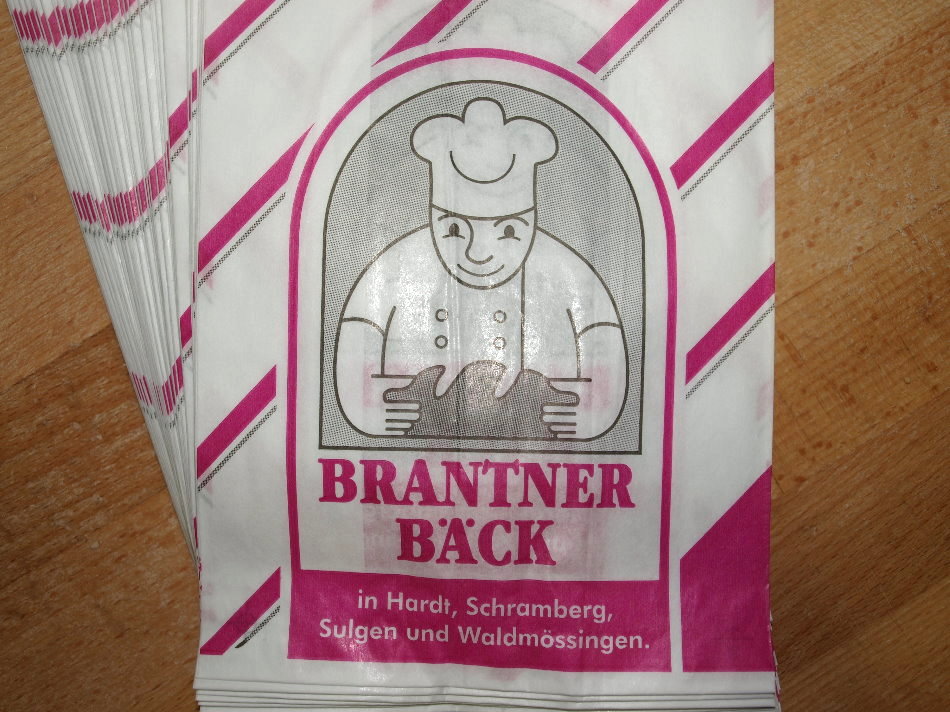 BRANTNER
BÄCK
in Hardt, Schramberg,
Sulgen und Waldmössingen.